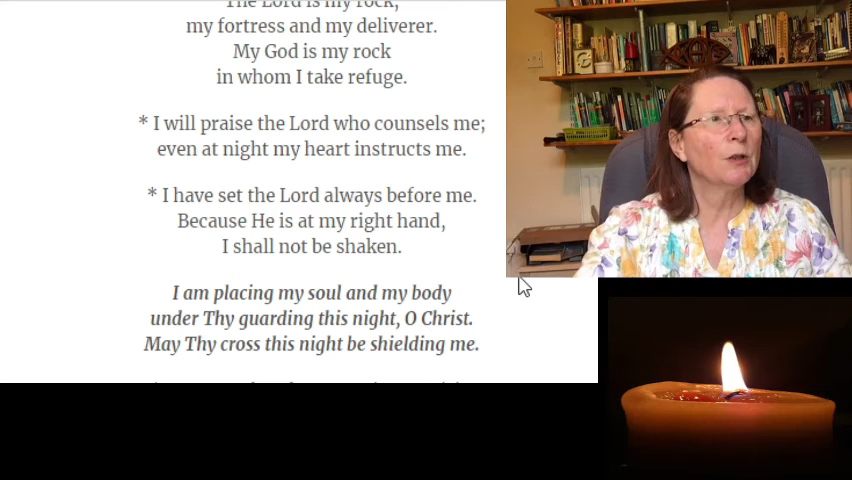 The Lord is my rock,
my fortress and my deliverer.
My God is my rock
in whom I take refuge.
* I will praise the Lord who counsels me;
even at night my heart instructs me.
* I have set the Lord always before me.
Because He is at my right hand,
I shall not be shaken.
I am placing my soul and my body
under Thy guarding this night, O Christ.
May Thy cross this night be shielding me.